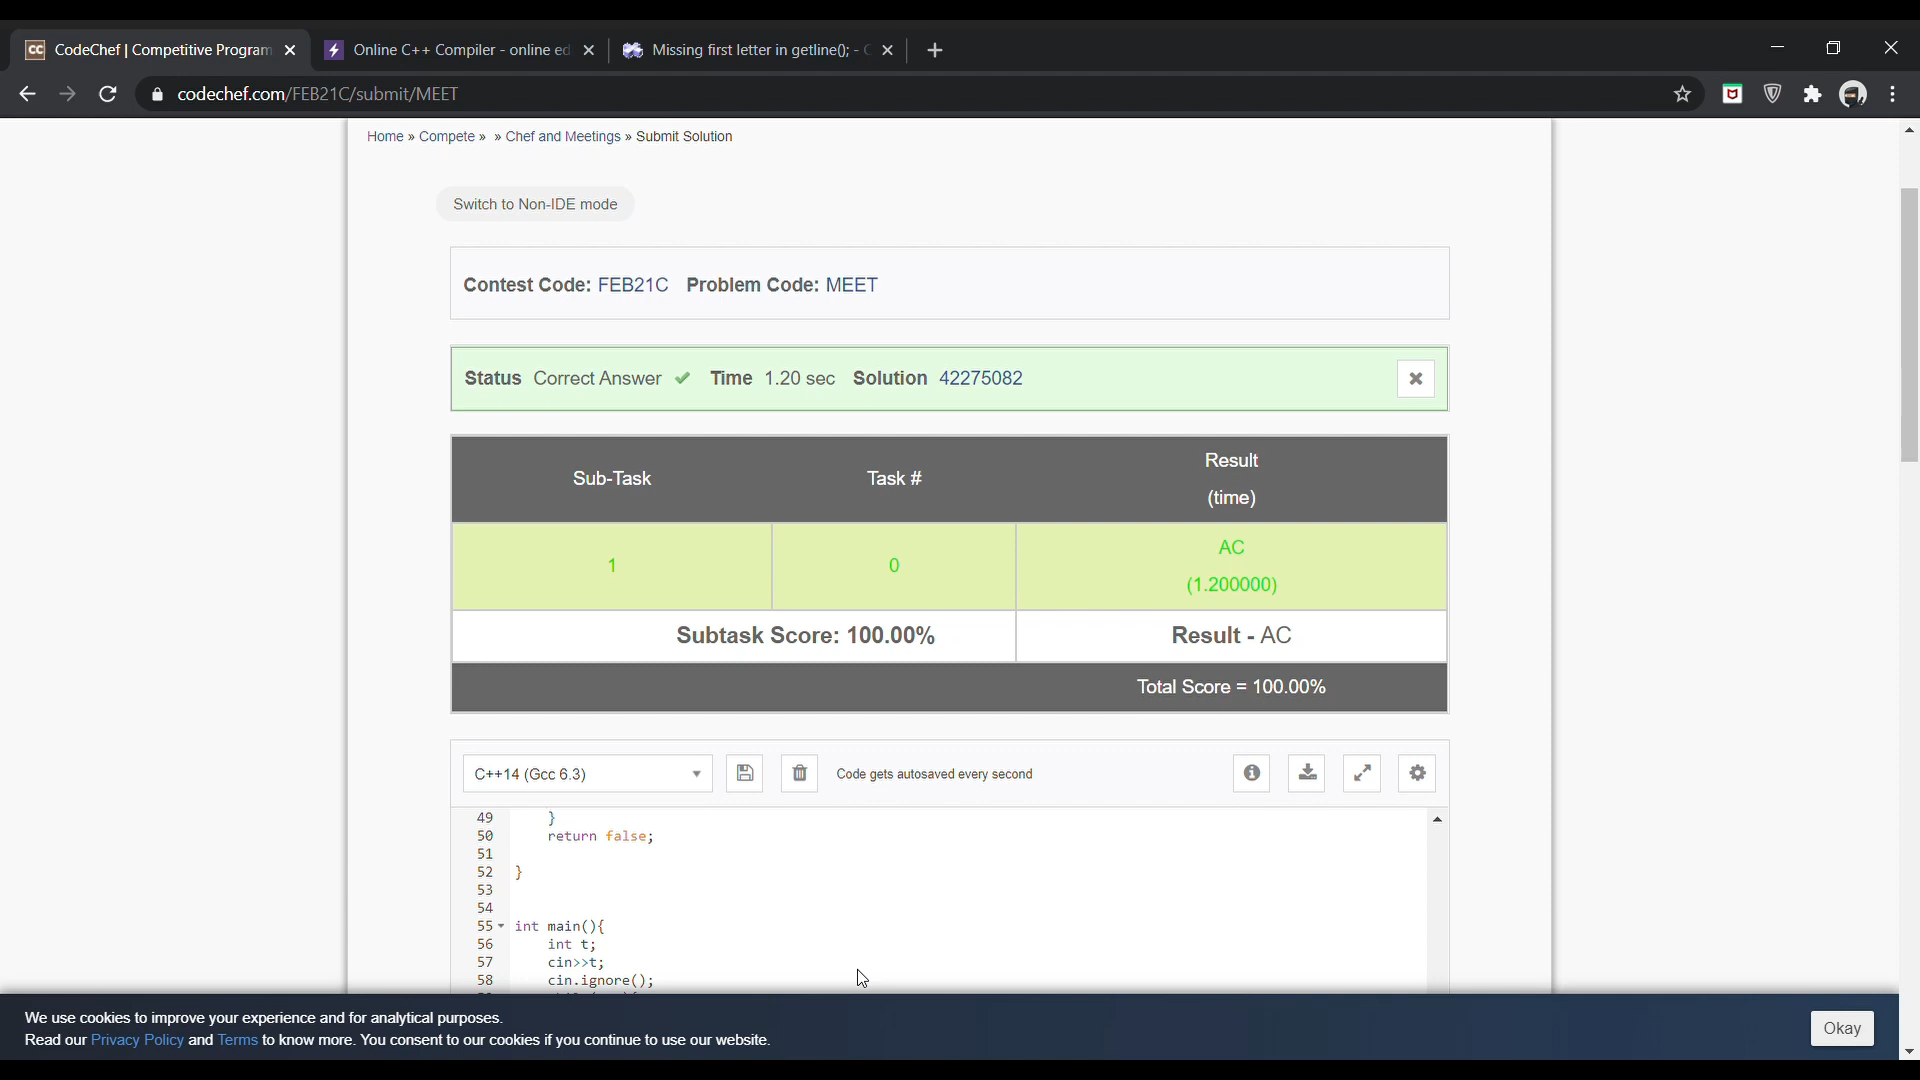 CodeChef | Competitive Program
Online C++ Compiler - online ed
Missing first letter in getline(); - C
codechef.com/FEB21C/submit/MEET
Home » Compete » » Chef and Meetings » Submit Solution
Switch to Non-IDE mode
Contest Code: FEB21C Problem Code: MEET
Status Correct Answer ✔ Time 1.20 sec Solution 42275082
Sub-Task Task # Result
(time)
1 0 AC
(1.200000)
Subtask Score: 100.00% Result - AC
Total Score = 100.00%
C++14 (Gcc 6.3) Code gets autosaved every second
49 }
50 return false;
51
52 }
53
54
55 int main(){
56 int t;
57 cin>>t;
58 cin.ignore();
We use cookies to improve your experience and for analytical purposes.
Read our Privacy Policy and Terms to know more. You consent to our cookies if you continue to use our website.
Okay